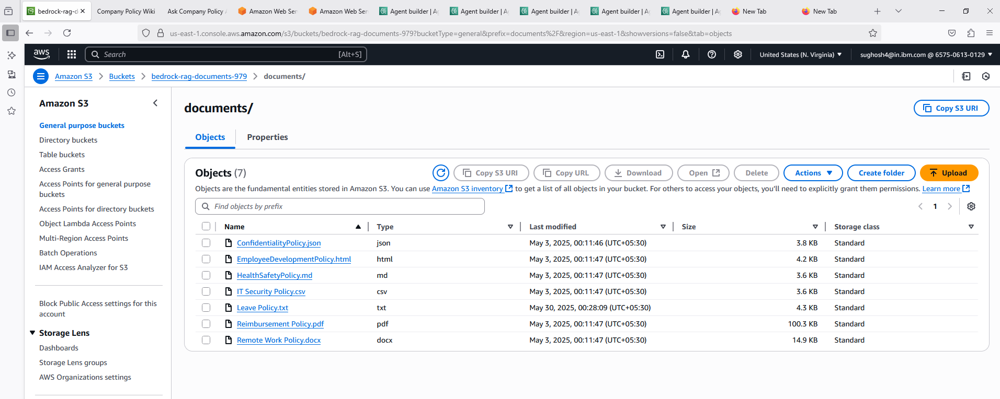 bedrock-rag-d
Company Policy Wiki
Ask Company Policy
Amazon Web Ser
Amazon Web Ser
Agent builder | A
Agent builder | A
Agent builder | A
Agent builder | A
Agent builder | A
New Tab
New Tab
us-east-1.console.aws.amazon.com/s3/buckets/bedrock-rag-documents-979?bucketType=general&prefix=documents%2F&region=us-east-1&showversions=false&tab=objects
aws
Search [Alt+S]
United States (N. Virginia)
sughosh4@in.ibm.com @ 6575-0613-0129
Amazon S3
Buckets
bedrock-rag-documents-979
documents/
Amazon S3
General purpose buckets
Directory buckets
Table buckets
Access Grants
Access Points for general purpose
buckets
Access Points for directory buckets
Object Lambda Access Points
Multi-Region Access Points
Batch Operations
IAM Access Analyzer for S3
Block Public Access settings for this
account
Storage Lens
Dashboards
Storage Lens groups
AWS Organizations settings
documents/
Copy S3 URI
Objects
Properties
Objects (7)
Copy S3 URI
Copy URL
Download
Open
Delete
Actions
Create folder
Upload
Objects are the fundamental entities stored in Amazon S3. You can use Amazon S3 inventory to get a list of all objects in your bucket. For others to access your objects, you'll need to explicitly grant them permissions. Learn more
Find objects by prefix
1
Name Type Last modified Size Storage class
ConfidentialityPolicy.json json May 3, 2025, 00:11:46 (UTC+05:30) 3.8 KB Standard
EmployeeDevelopmentPolicy.html html May 3, 2025, 00:11:47 (UTC+05:30) 4.2 KB Standard
HealthSafetyPolicy.md md May 3, 2025, 00:11:47 (UTC+05:30) 3.6 KB Standard
IT Security Policy.csv csv May 3, 2025, 00:11:47 (UTC+05:30) 3.6 KB Standard
Leave Policy.txt txt May 30, 2025, 00:28:09 (UTC+05:30) 4.3 KB Standard
Reimbursement Policy.pdf pdf May 3, 2025, 00:11:47 (UTC+05:30) 100.3 KB Standard
Remote Work Policy.docx docx May 3, 2025, 00:11:47 (UTC+05:30) 14.9 KB Standard